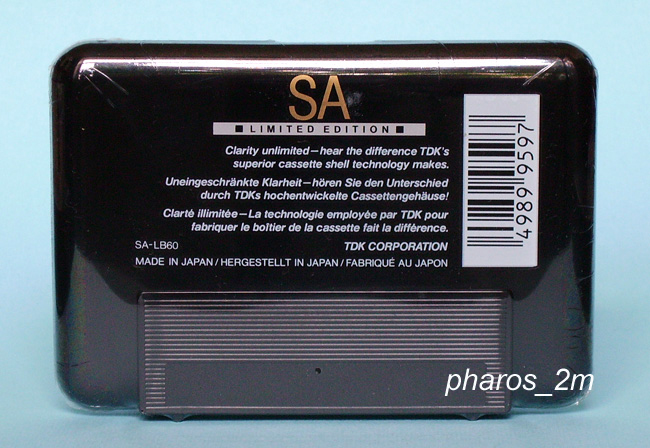 SA
LIMITED EDITION
Clarity unlimited—hear the difference TDK's
superior cassette shell technology makes.
Uneingeschränkte Klarheit—hören Sie den Unterschied
durch TDKs hochentwickelte Cassettengehäuse!
Clarté illimitée—La technologie employée par TDK pour
fabriquer le boîtier de la cassette fait la différence.
SA-LB60 TDK CORPORATION
MADE IN JAPAN / HERGESTELLT IN JAPAN / FABRIQUÉ AU JAPON
4989 9597
pharos_2m